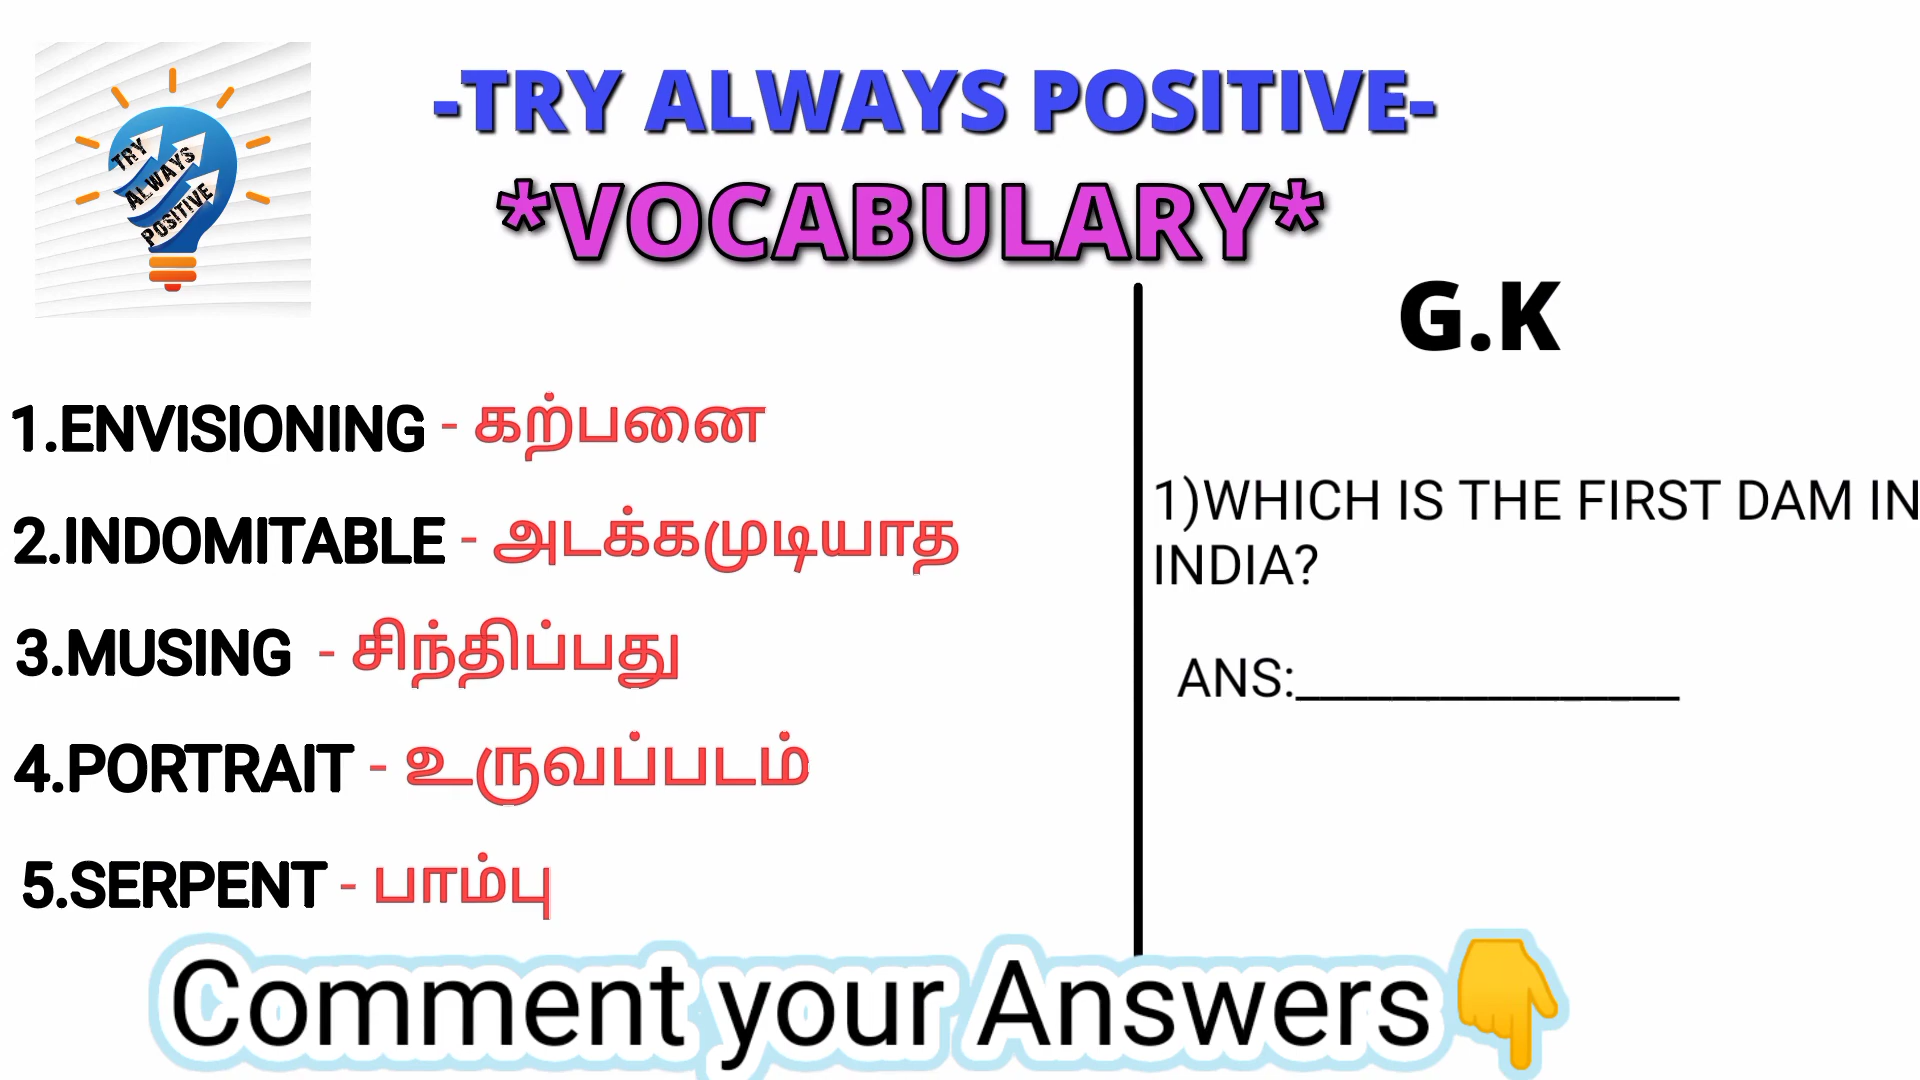 TRY
ALWAYS
POSITIVE
-TRY ALWAYS POSITIVE-
*VOCABULARY*
1.ENVISIONING - கற்பனை
2.INDOMITABLE - அடக்கமுடியாத
3.MUSING - சிந்திப்பது
4.PORTRAIT - உருவப்படம்
5.SERPENT - பாம்பு
G.K
1)WHICH IS THE FIRST DAM IN
INDIA?
ANS:________________
Comment your Answers👇